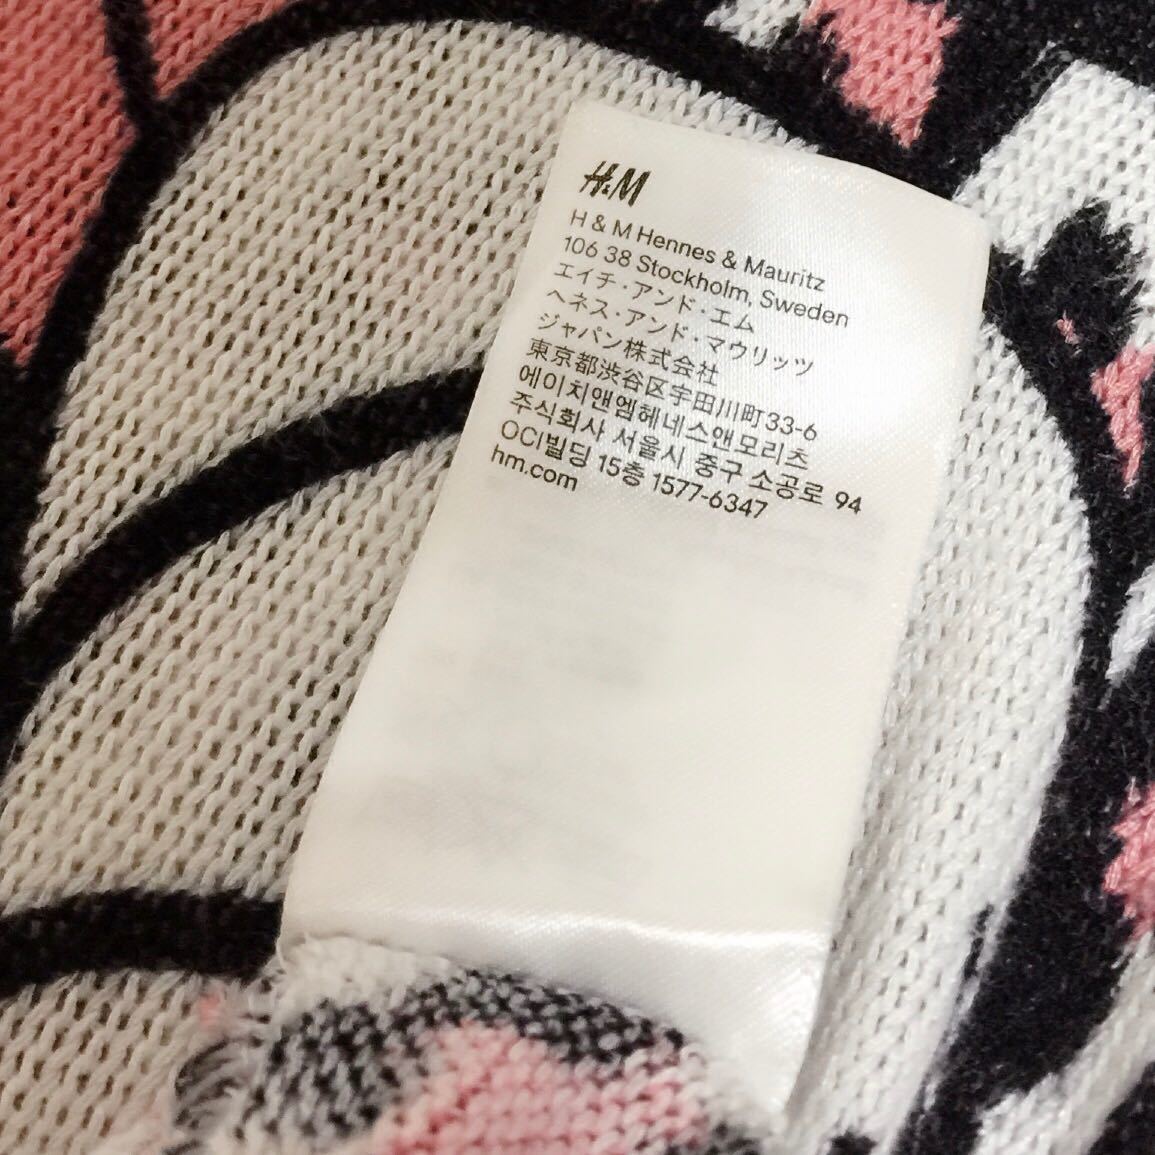 H&M
H & M Hennes & Mauritz
106 38 Stockholm, Sweden
エイチ・アンド・エム
ヘネス・アンド・マウリッツ
ジャパン株式会社
東京都渋谷区宇田川町33-6
에이치앤엠헤네스앤모리츠
주식회사 서울시 중구 소공로 94
OCI빌딩 15층 1577-6347
hm.com